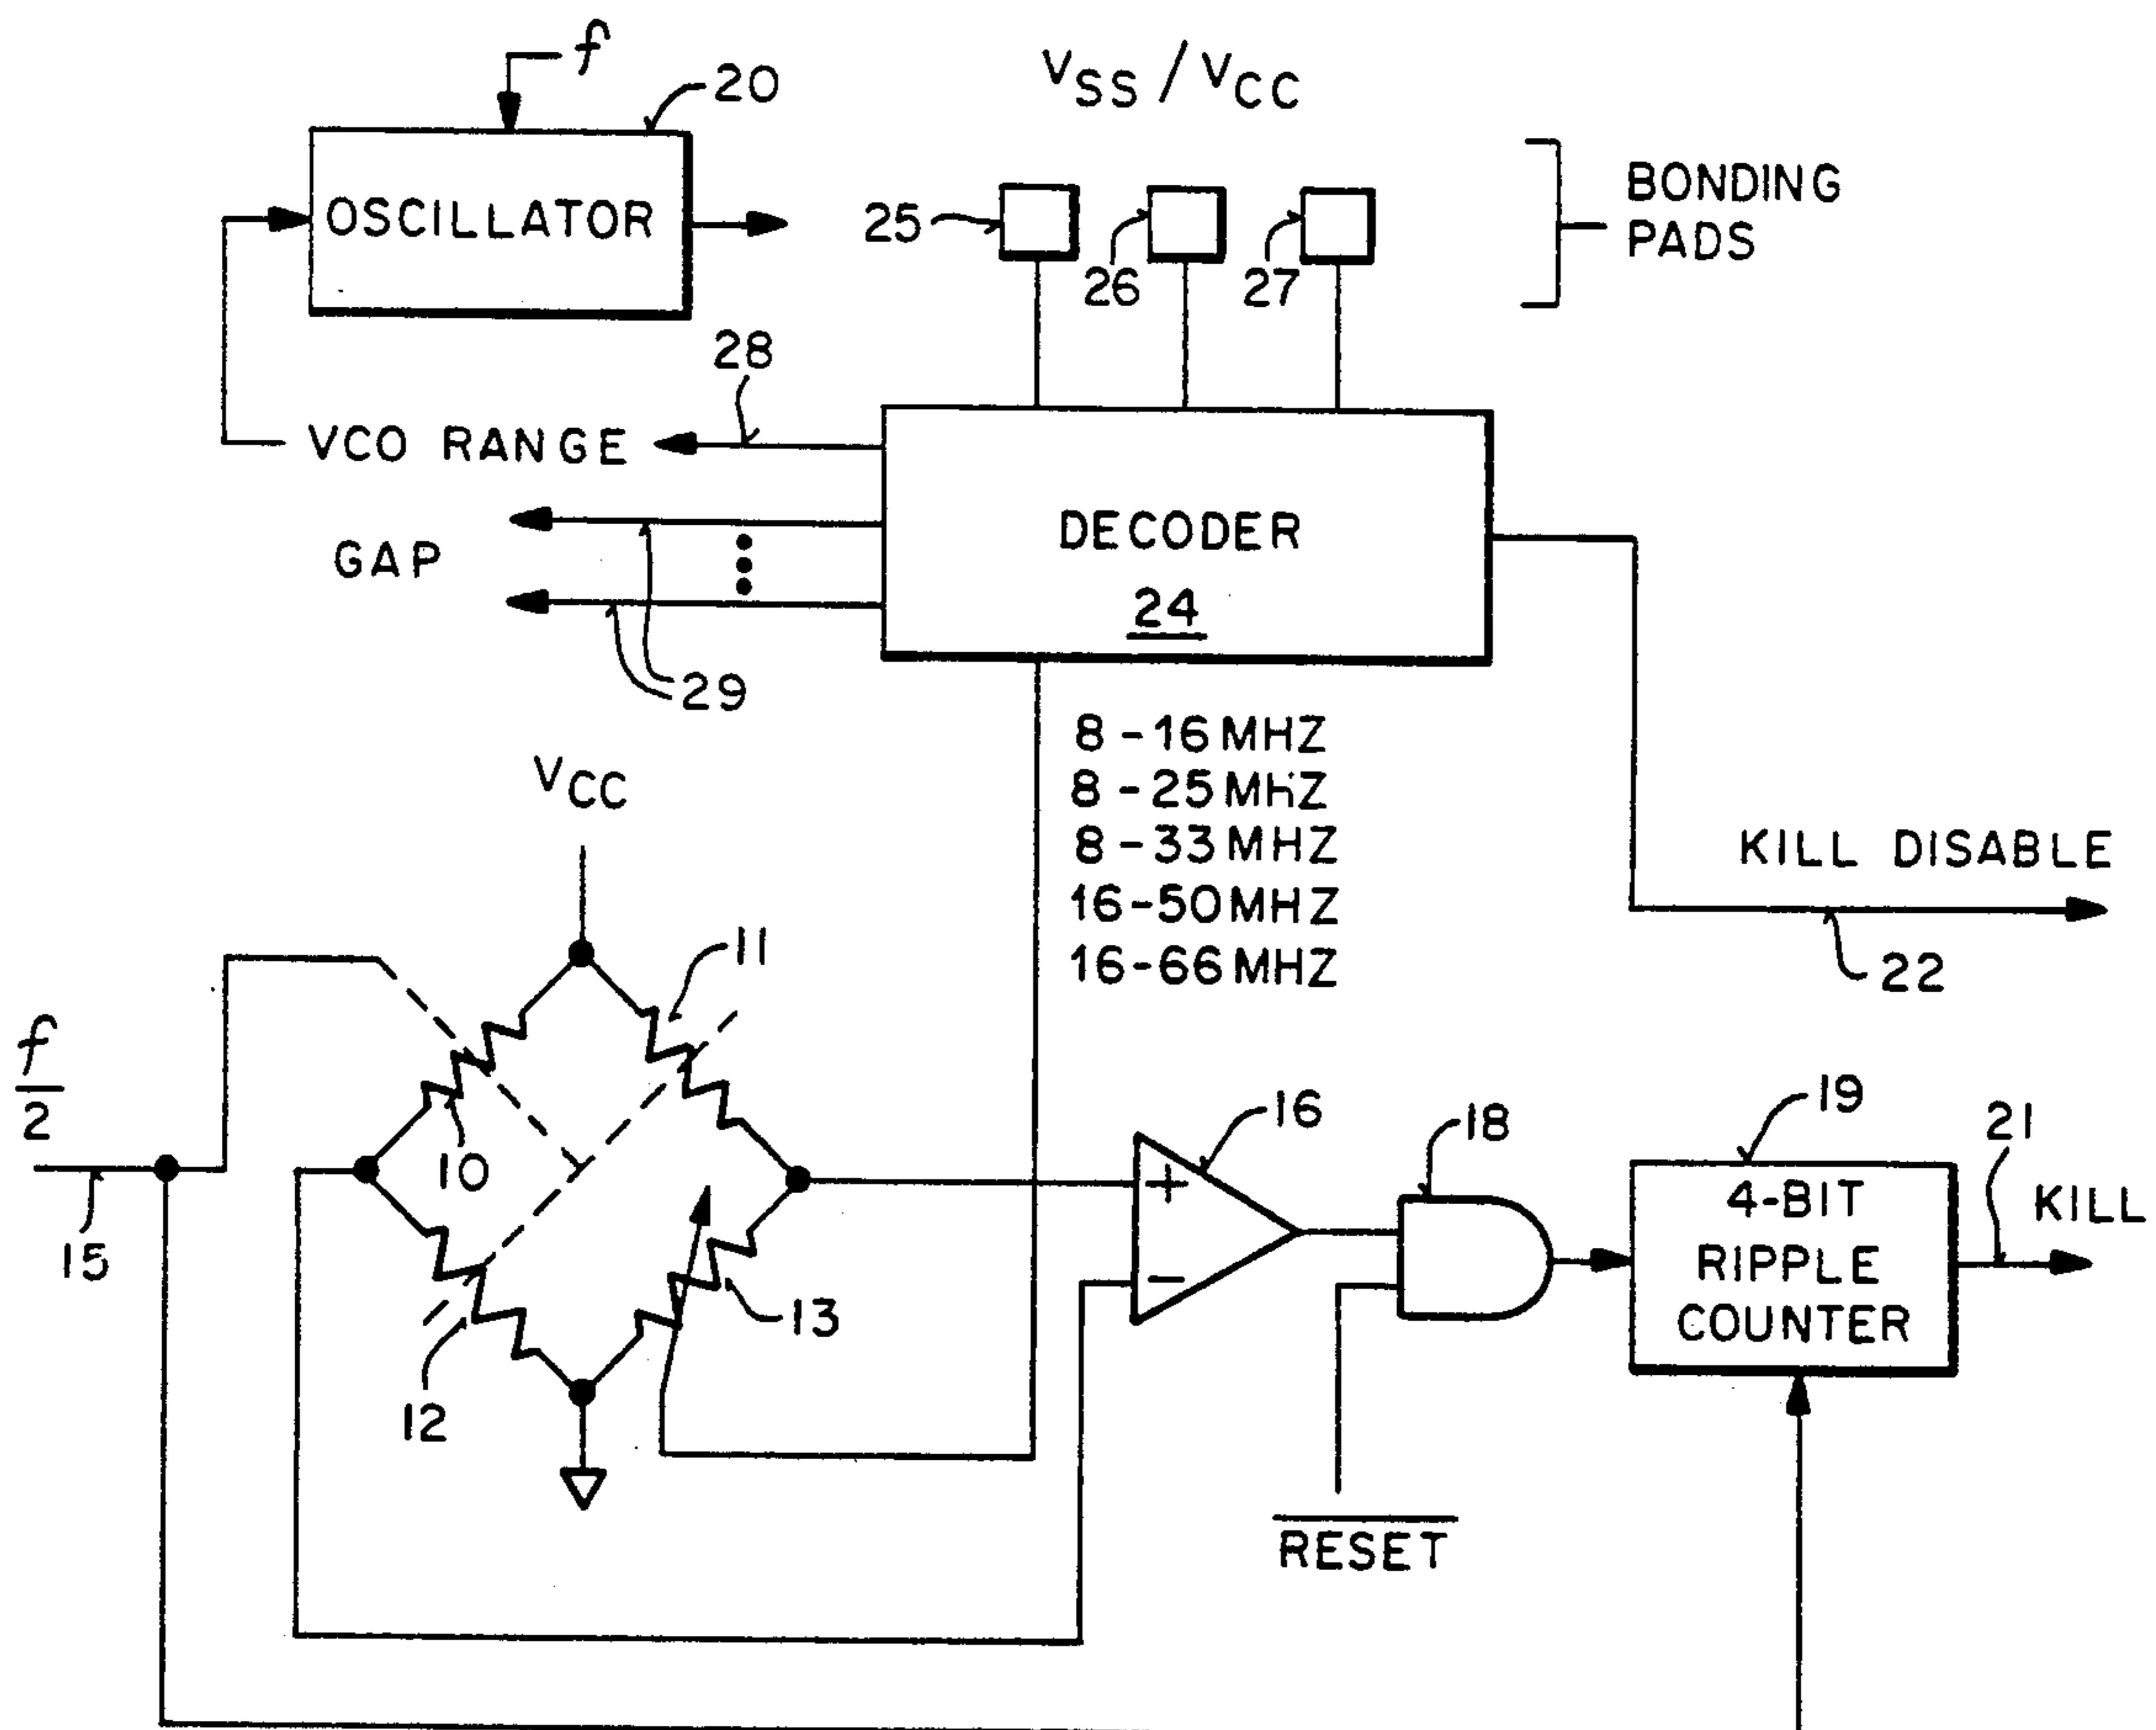 f
20
VSS / VCC
OSCILLATOR
25
26
27
BONDING
PADS
28
VCO RANGE
GAP
DECODER
24
29
8-16 MHZ
8-25 MHZ
8-33 MHZ
16-50 MHZ
16-66 MHZ
VCC
KILL DISABLE
22
11
f
2
15
10
12
13
16
18
19
21
4-BIT
RIPPLE
COUNTER
KILL
RESET